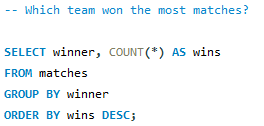 -- Which team won the most matches?
SELECT winner, COUNT(*) AS wins
FROM matches
GROUP BY winner
ORDER BY wins DESC;